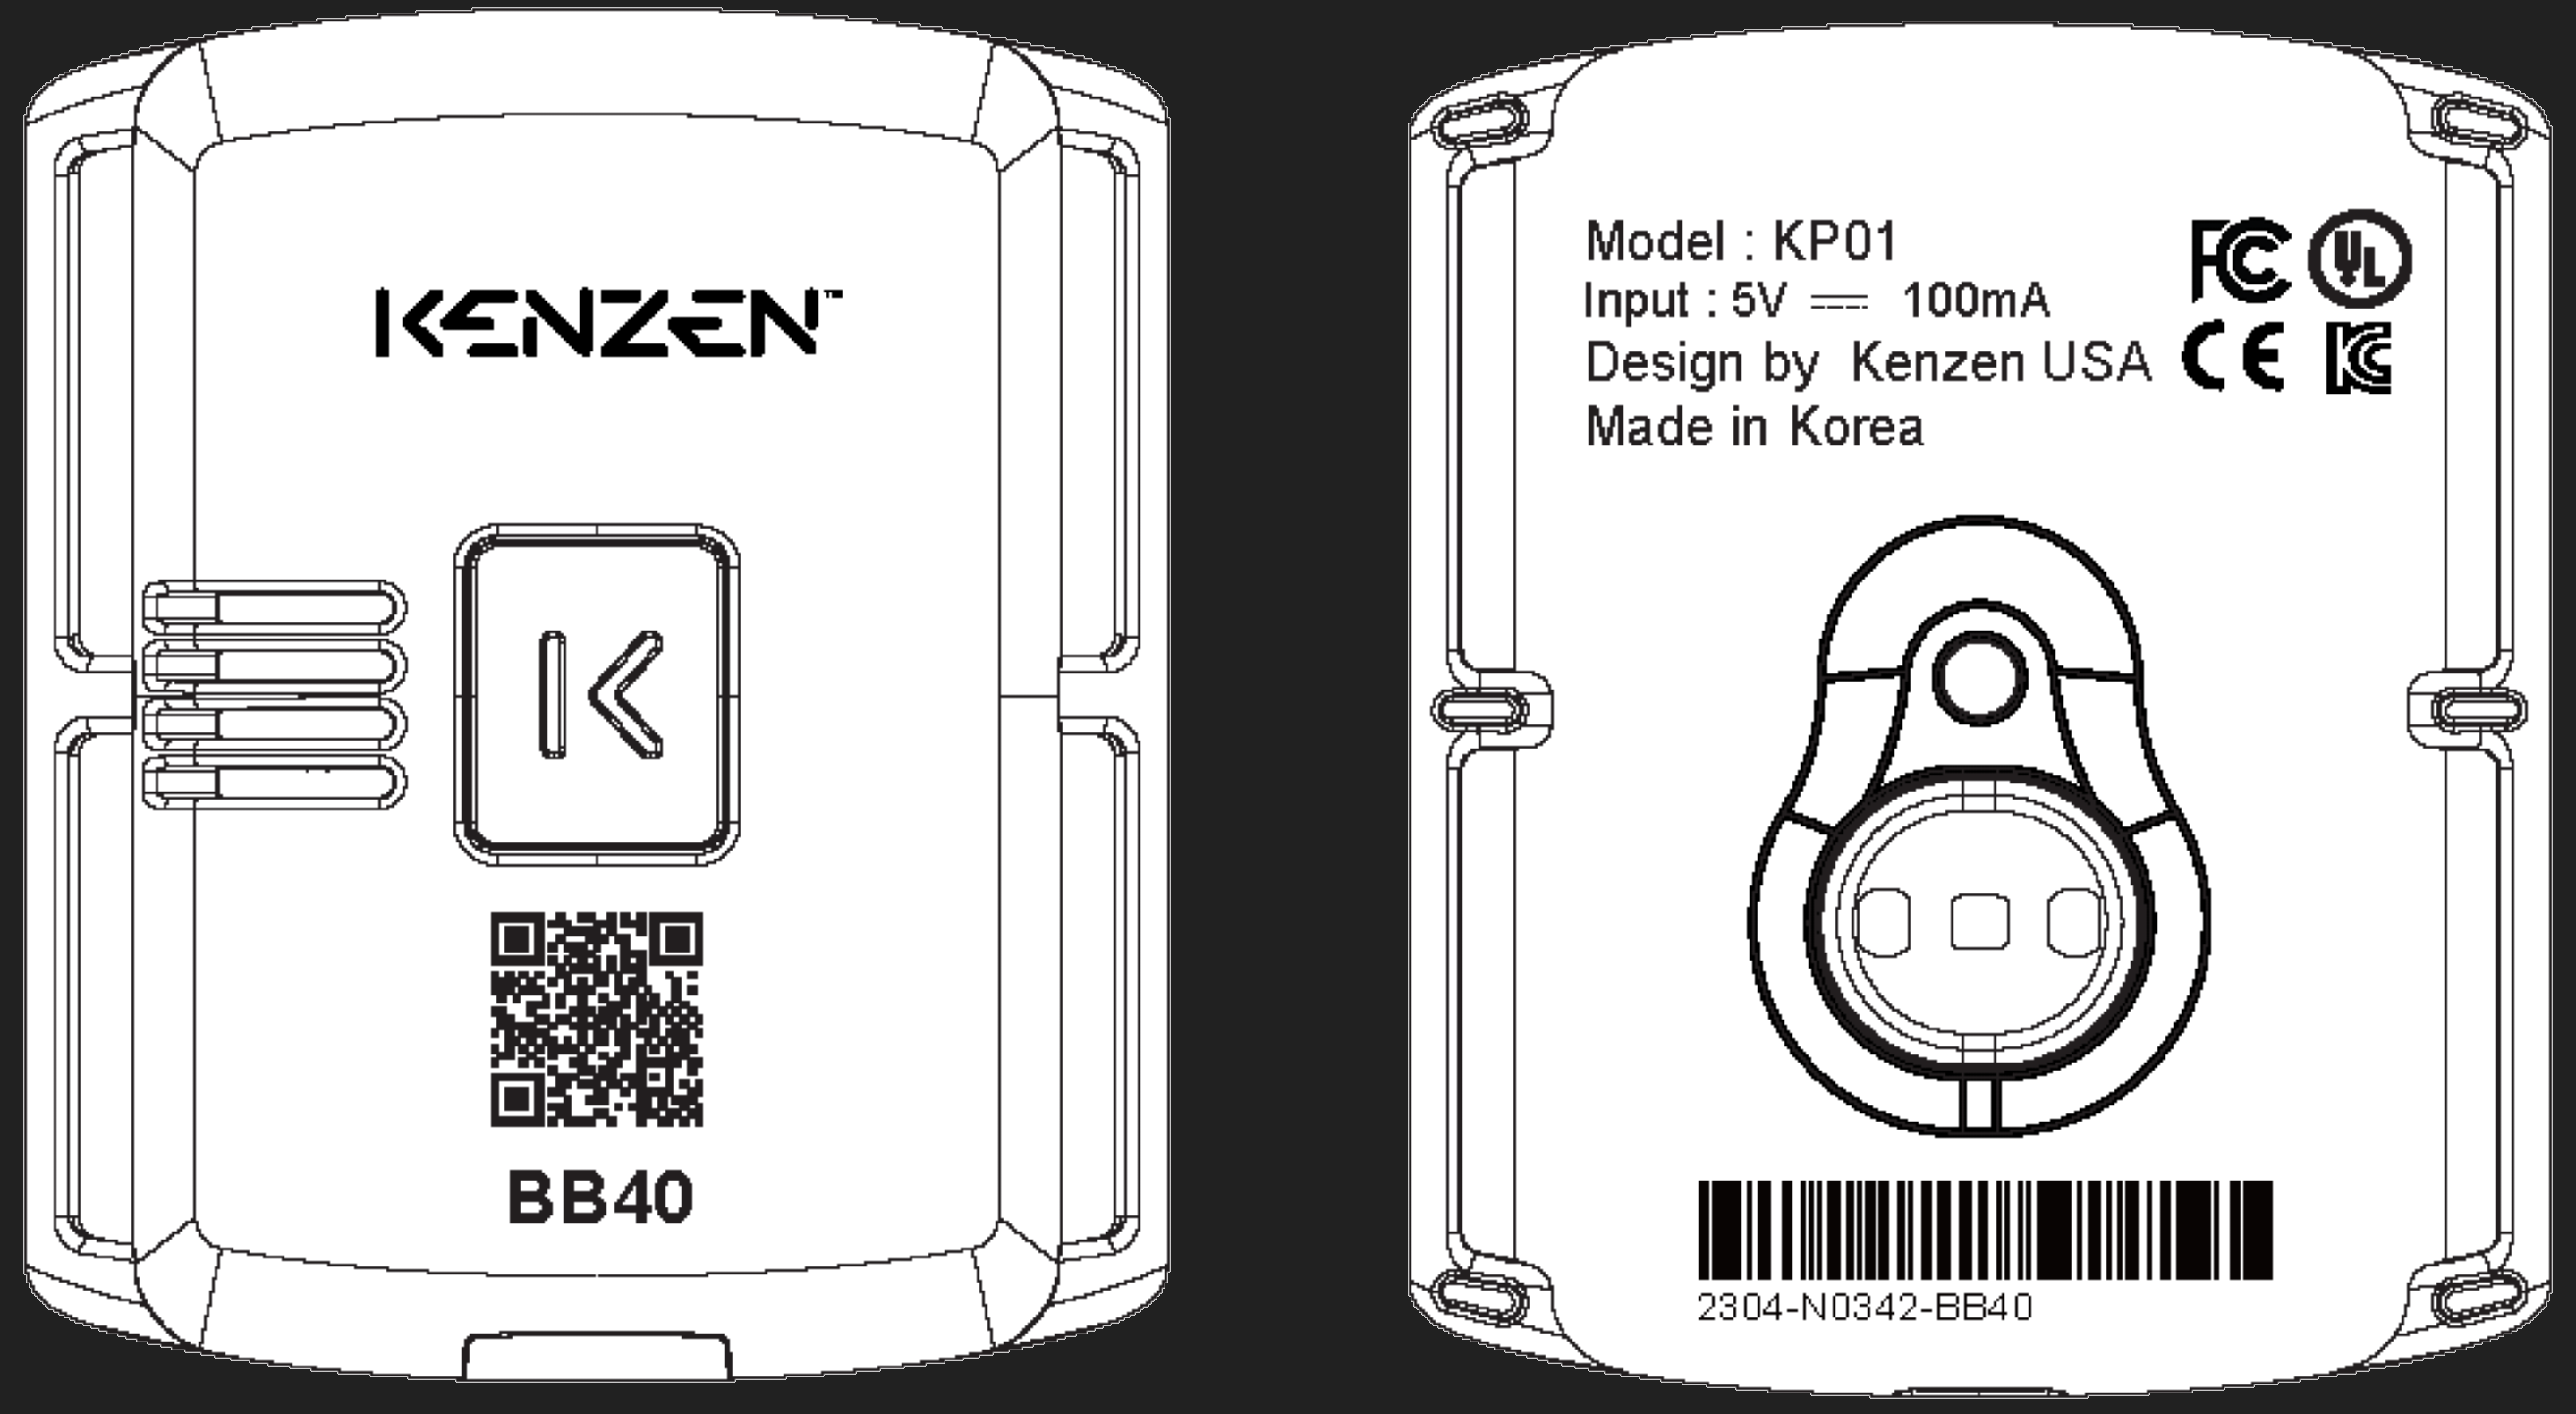 KENZEN™
K
BB40
Model : KP01
Input : 5V ⎓ 100mA
Design by Kenzen USA
Made in Korea
FC
UL
CE
KC
2304-N0342-BB40